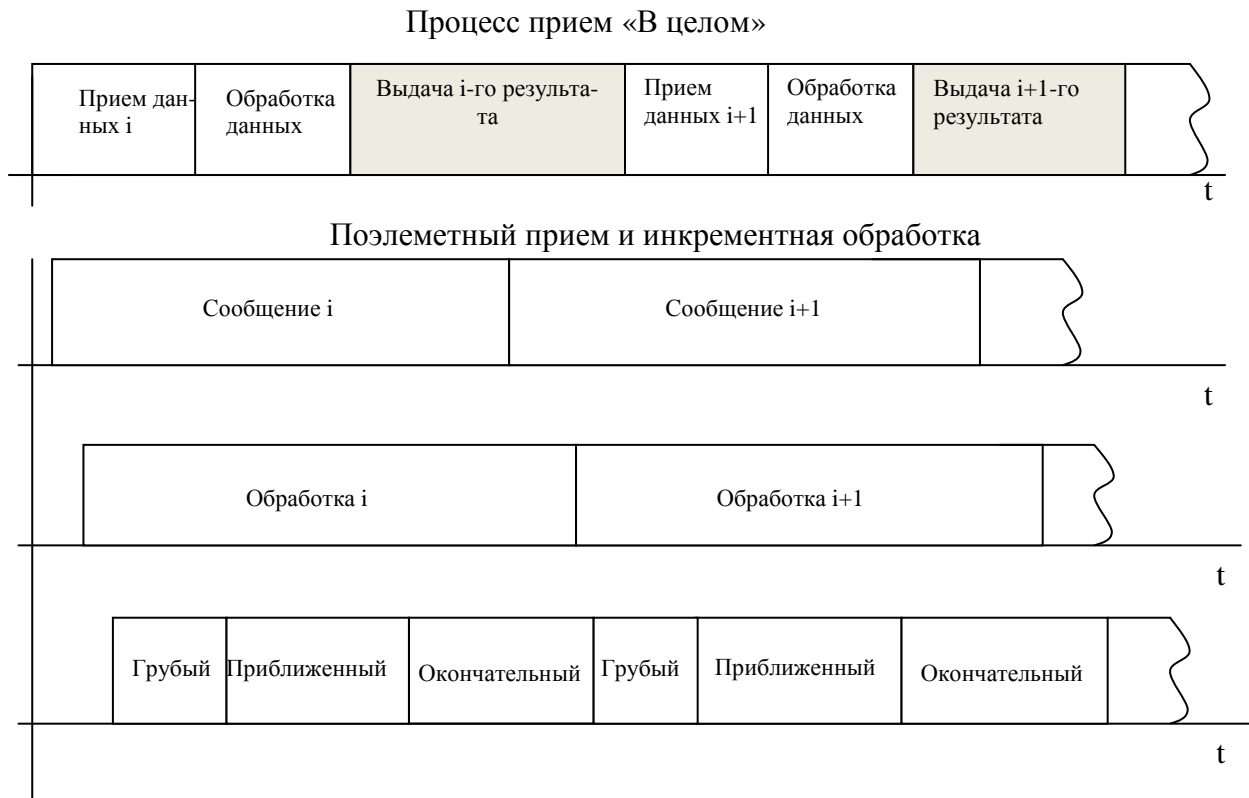 Процесс прием «В целом»
Прием дан-
ных i
Обработка
данных
Выдача i-го результа-
та
Прием
данных i+1
Обработка
данных
Выдача i+1-го
результата
t
Поэлеметный прием и инкрементная обработка
Сообщение i
Сообщение i+1
t
Обработка i
Обработка i+1
t
Грубый
Приближенный
Окончательный
Грубый
Приближенный
Окончательный
t